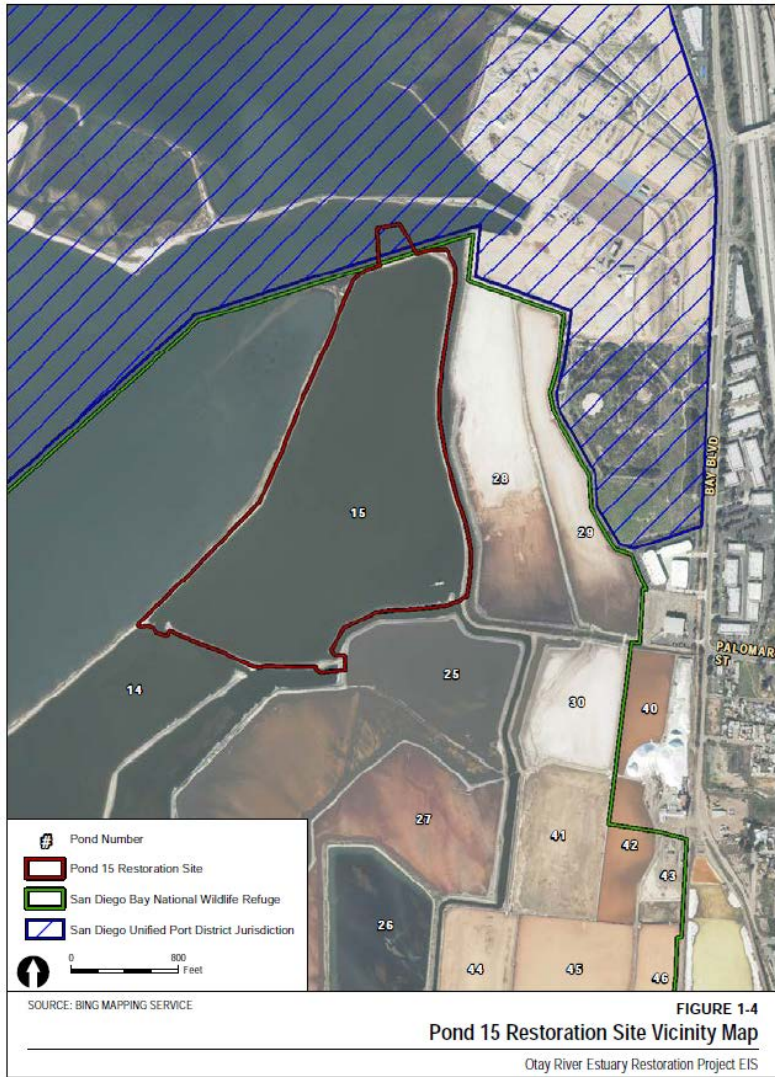 28
BAY BLVD
15
29
PALOMAR
ST
14
25
30
40
27
41
42
43
26
44
45
46
# Pond Number
Pond 15 Restoration Site
San Diego Bay National Wildlife Refuge
San Diego Unified Port District Jurisdiction
0 800
Feet
SOURCE: BING MAPPING SERVICE
FIGURE 1-4
Pond 15 Restoration Site Vicinity Map
Otay River Estuary Restoration Project EIS